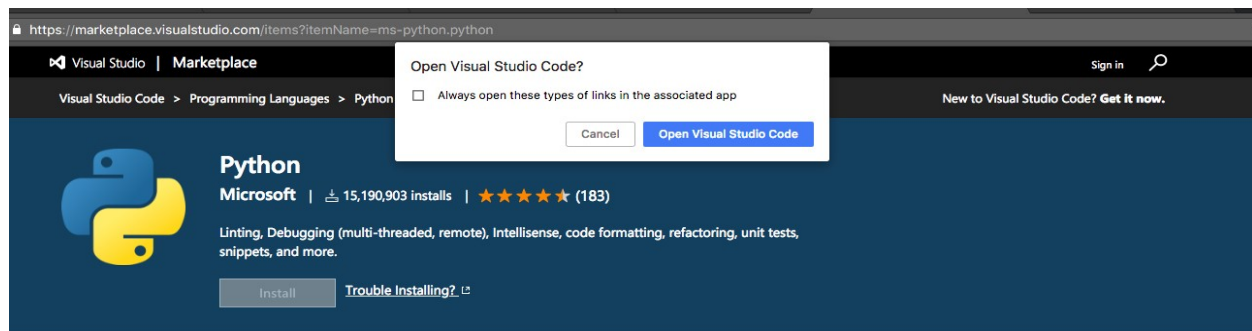 https://marketplace.visualstudio.com/items?itemName=ms-python.python
Visual Studio | Marketplace
Sign in
Open Visual Studio Code?
Always open these types of links in the associated app
Cancel
Open Visual Studio Code
Visual Studio Code > Programming Languages > Python
New to Visual Studio Code? Get it now.
Python
Microsoft | 15,190,903 installs | (183)
Linting, Debugging (multi-threaded, remote), Intellisense, code formatting, refactoring, unit tests,
snippets, and more.
Install
Trouble Installing?